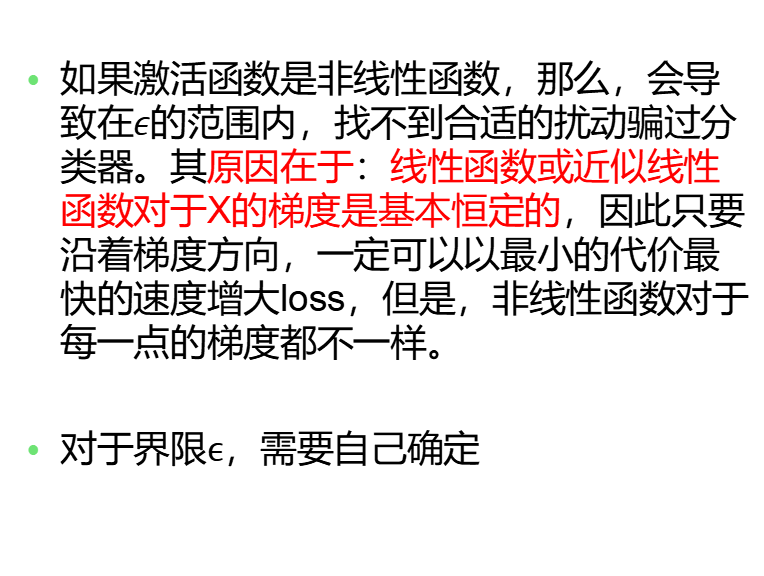 • 如果激活函数是非线性函数，那么，会导
致在ϵ的范围内，找不到合适的扰动骗过分
类器。其原因在于：线性函数或近似线性
函数对于X的梯度是基本恒定的，因此只要
沿着梯度方向，一定可以以最小的代价最
快的速度增大loss，但是，非线性函数对于
每一点的梯度都不一样。
• 对于界限ϵ，需要自己确定